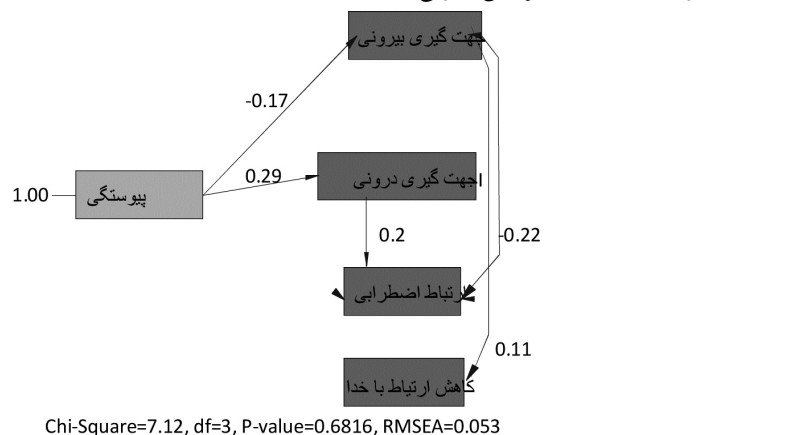 جهت گیری بیرونی
-0.17
اجهت گیری درونی
0.29
1.00
پیوستگی
0.2
-0.22
ارتباط اضطرابی
0.11
کاهش ارتباط با خدا
Chi-Square=7.12, df=3, P-value=0.6816, RMSEA=0.053